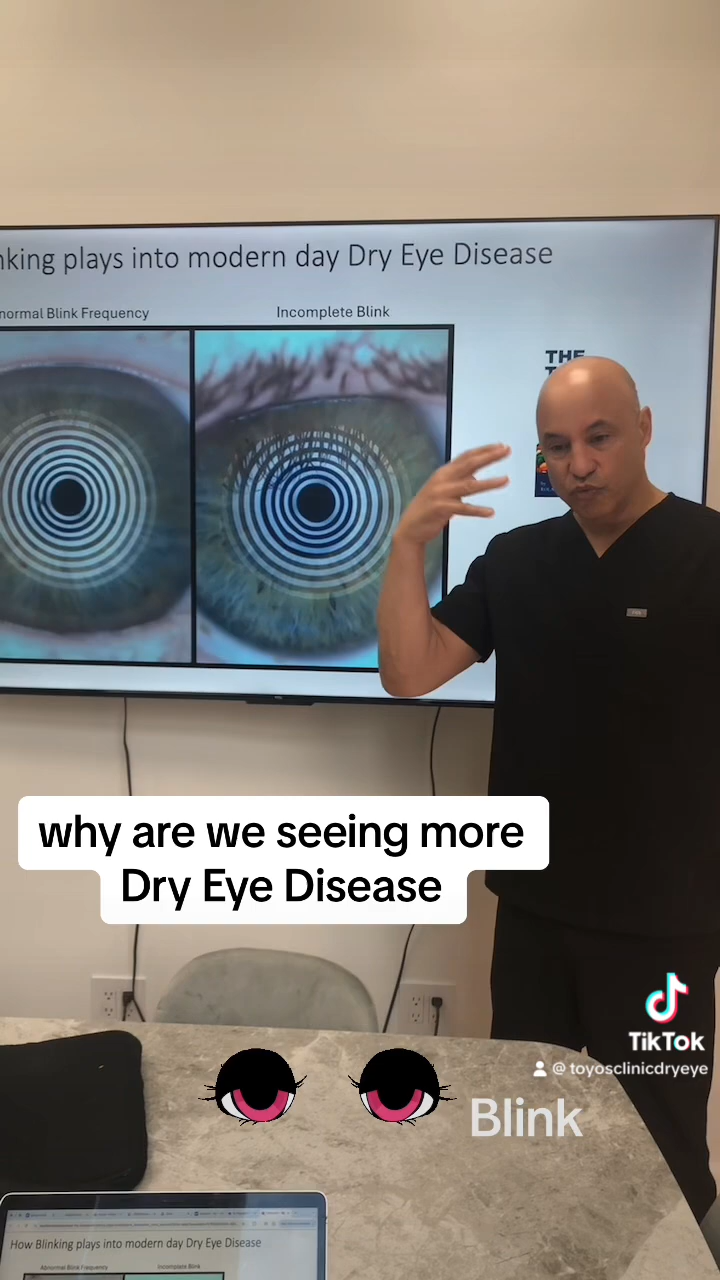 nking plays into modern day Dry Eye Disease
normal Blink Frequency
Incomplete Blink
THE
why are we seeing more
Dry Eye Disease
TikTok
@toyosclinicdryeye
Blink
How Blinking plays into modern day Dry Eye Disease
Abnormal Blink Frequency
Incomplete Blink